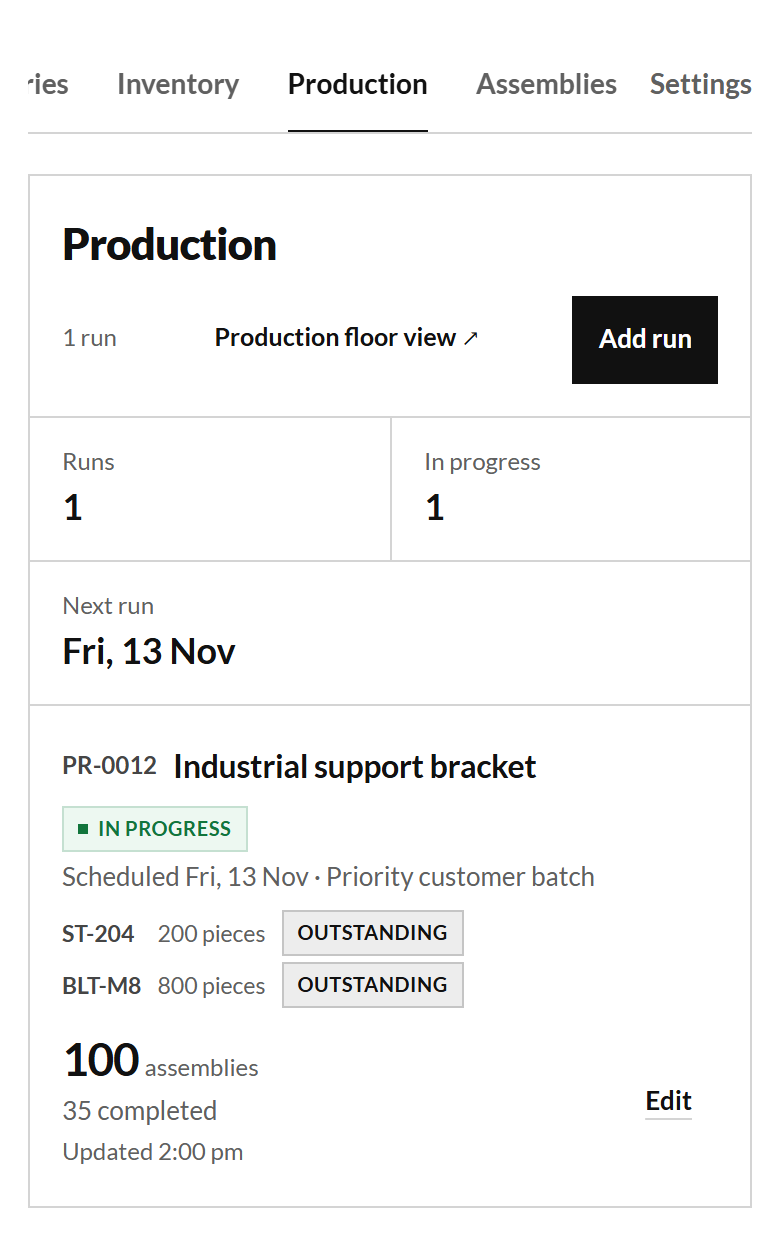 ries Inventory Production Assemblies Settings
Production
1 run Production floor view ↗ Add run
Runs In progress
1 1
Next run
Fri, 13 Nov
PR-0012 Industrial support bracket
IN PROGRESS
Scheduled Fri, 13 Nov · Priority customer batch
ST-204 200 pieces OUTSTANDING
BLT-M8 800 pieces OUTSTANDING
100 assemblies
35 completed
Edit
Updated 2:00 pm